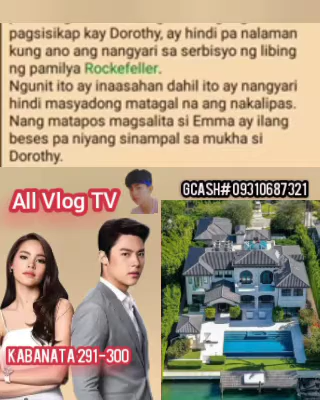 pagsisikap kay Dorothy, ay hindi pa nalaman
kung ano ang nangyari sa serbisyo ng libing
ng pamilya Rockefeller.
Ngunit ito ay inaasahan dahil ito ay nangyari
hindi masyadong matagal na ang nakalipas.
Nang matapos magsalita si Emma ay ilang
beses pa niyang sinampal sa mukha si
Dorothy.
All Vlog TV
GCASH# 09310687321
KABANATA 291-300